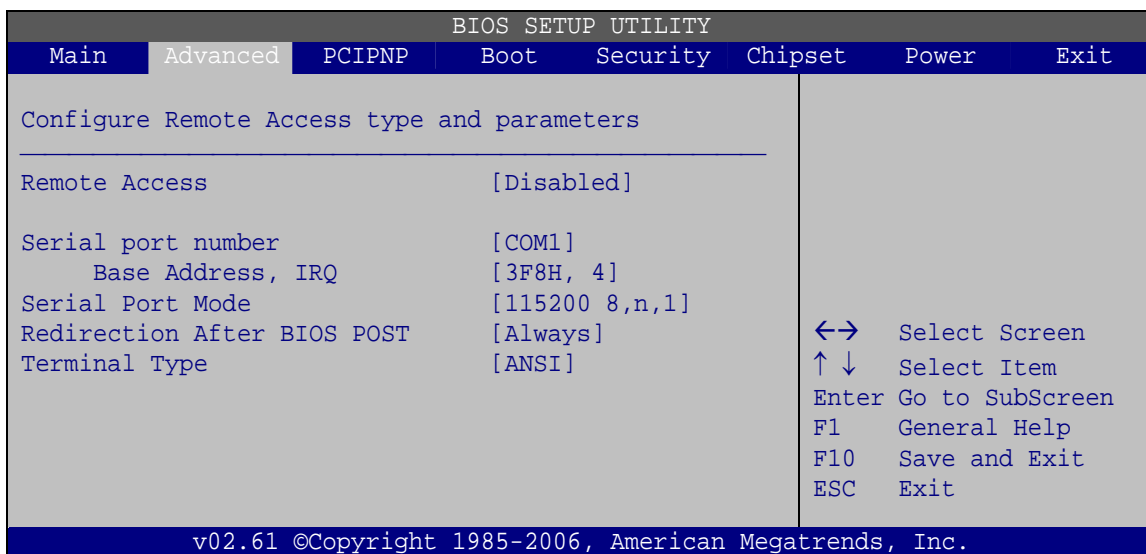 BIOS SETUP UTILITY
Main Advanced PCIPNP Boot Security Chipset Power Exit
Configure Remote Access type and parameters
Remote Access [Disabled]
Serial port number [COM1]
Base Address, IRQ [3F8H, 4]
Serial Port Mode [115200 8,n,1]
Redirection After BIOS POST [Always]
Terminal Type [ANSI]
←→ Select Screen
↑ ↓ Select Item
Enter Go to SubScreen
F1 General Help
F10 Save and Exit
ESC Exit
v02.61 ©Copyright 1985-2006, American Megatrends, Inc.